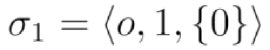 σ₁ = ⟨o, 1, {0}⟩